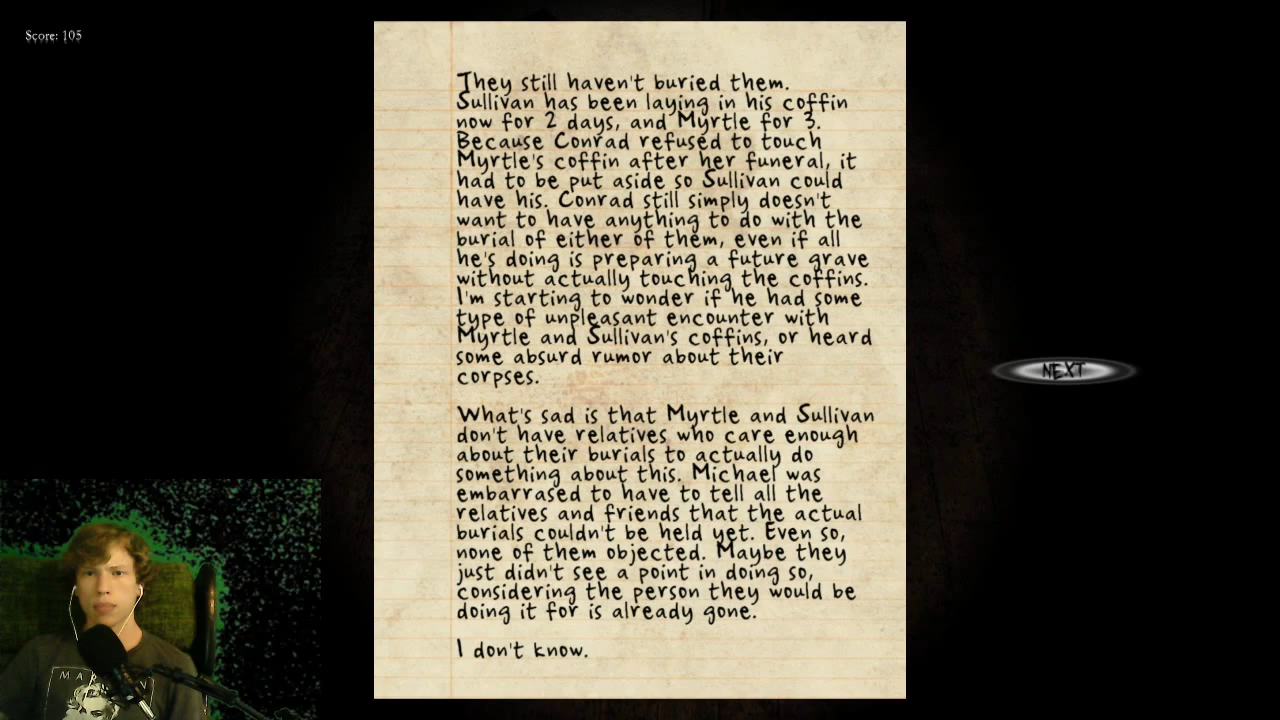 Score: 105
They still haven't buried them.
Sullivan has been laying in his coffin
now for 2 days, and Myrtle for 3.
Because Conrad refused to touch
Myrtle's coffin after her funeral, it
had to be put aside so Sullivan could
have his. Conrad still simply doesn't
want to have anything to do with the
burial of either of them, even if all
he's doing is preparing a future grave
without actually touching the coffins.
I'm starting to wonder if he had some
type of unpleasant encounter with
Myrtle and Sullivan's coffins, or heard
some absurd rumor about their
corpses.
What's sad is that Myrtle and Sullivan
don't have relatives who care enough
about their burials to actually do
something about this. Michael was
embarrased to have to tell all the
relatives and friends that the actual
burials couldn't be held yet. Even so,
none of them objected. Maybe they
just didn't see a point in doing so,
considering the person they would be
doing it for is already gone.
I don't know.
NEXT